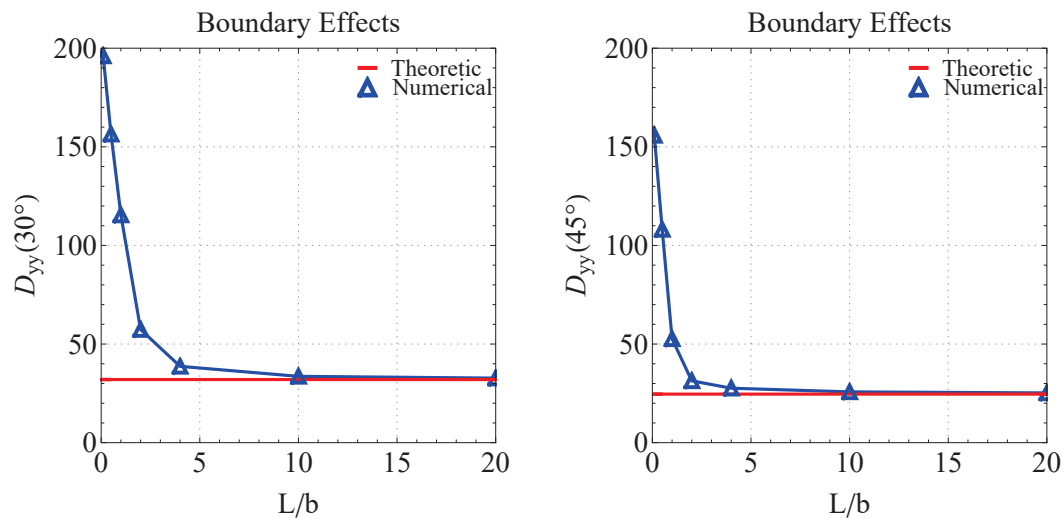 Boundary Effects
200
150
100
50
0
0 5 10 15 20
D_yy(30°)
L/b
Theoretic
Numerical
Boundary Effects
200
150
100
50
0
0 5 10 15 20
D_yy(45°)
L/b
Theoretic
Numerical